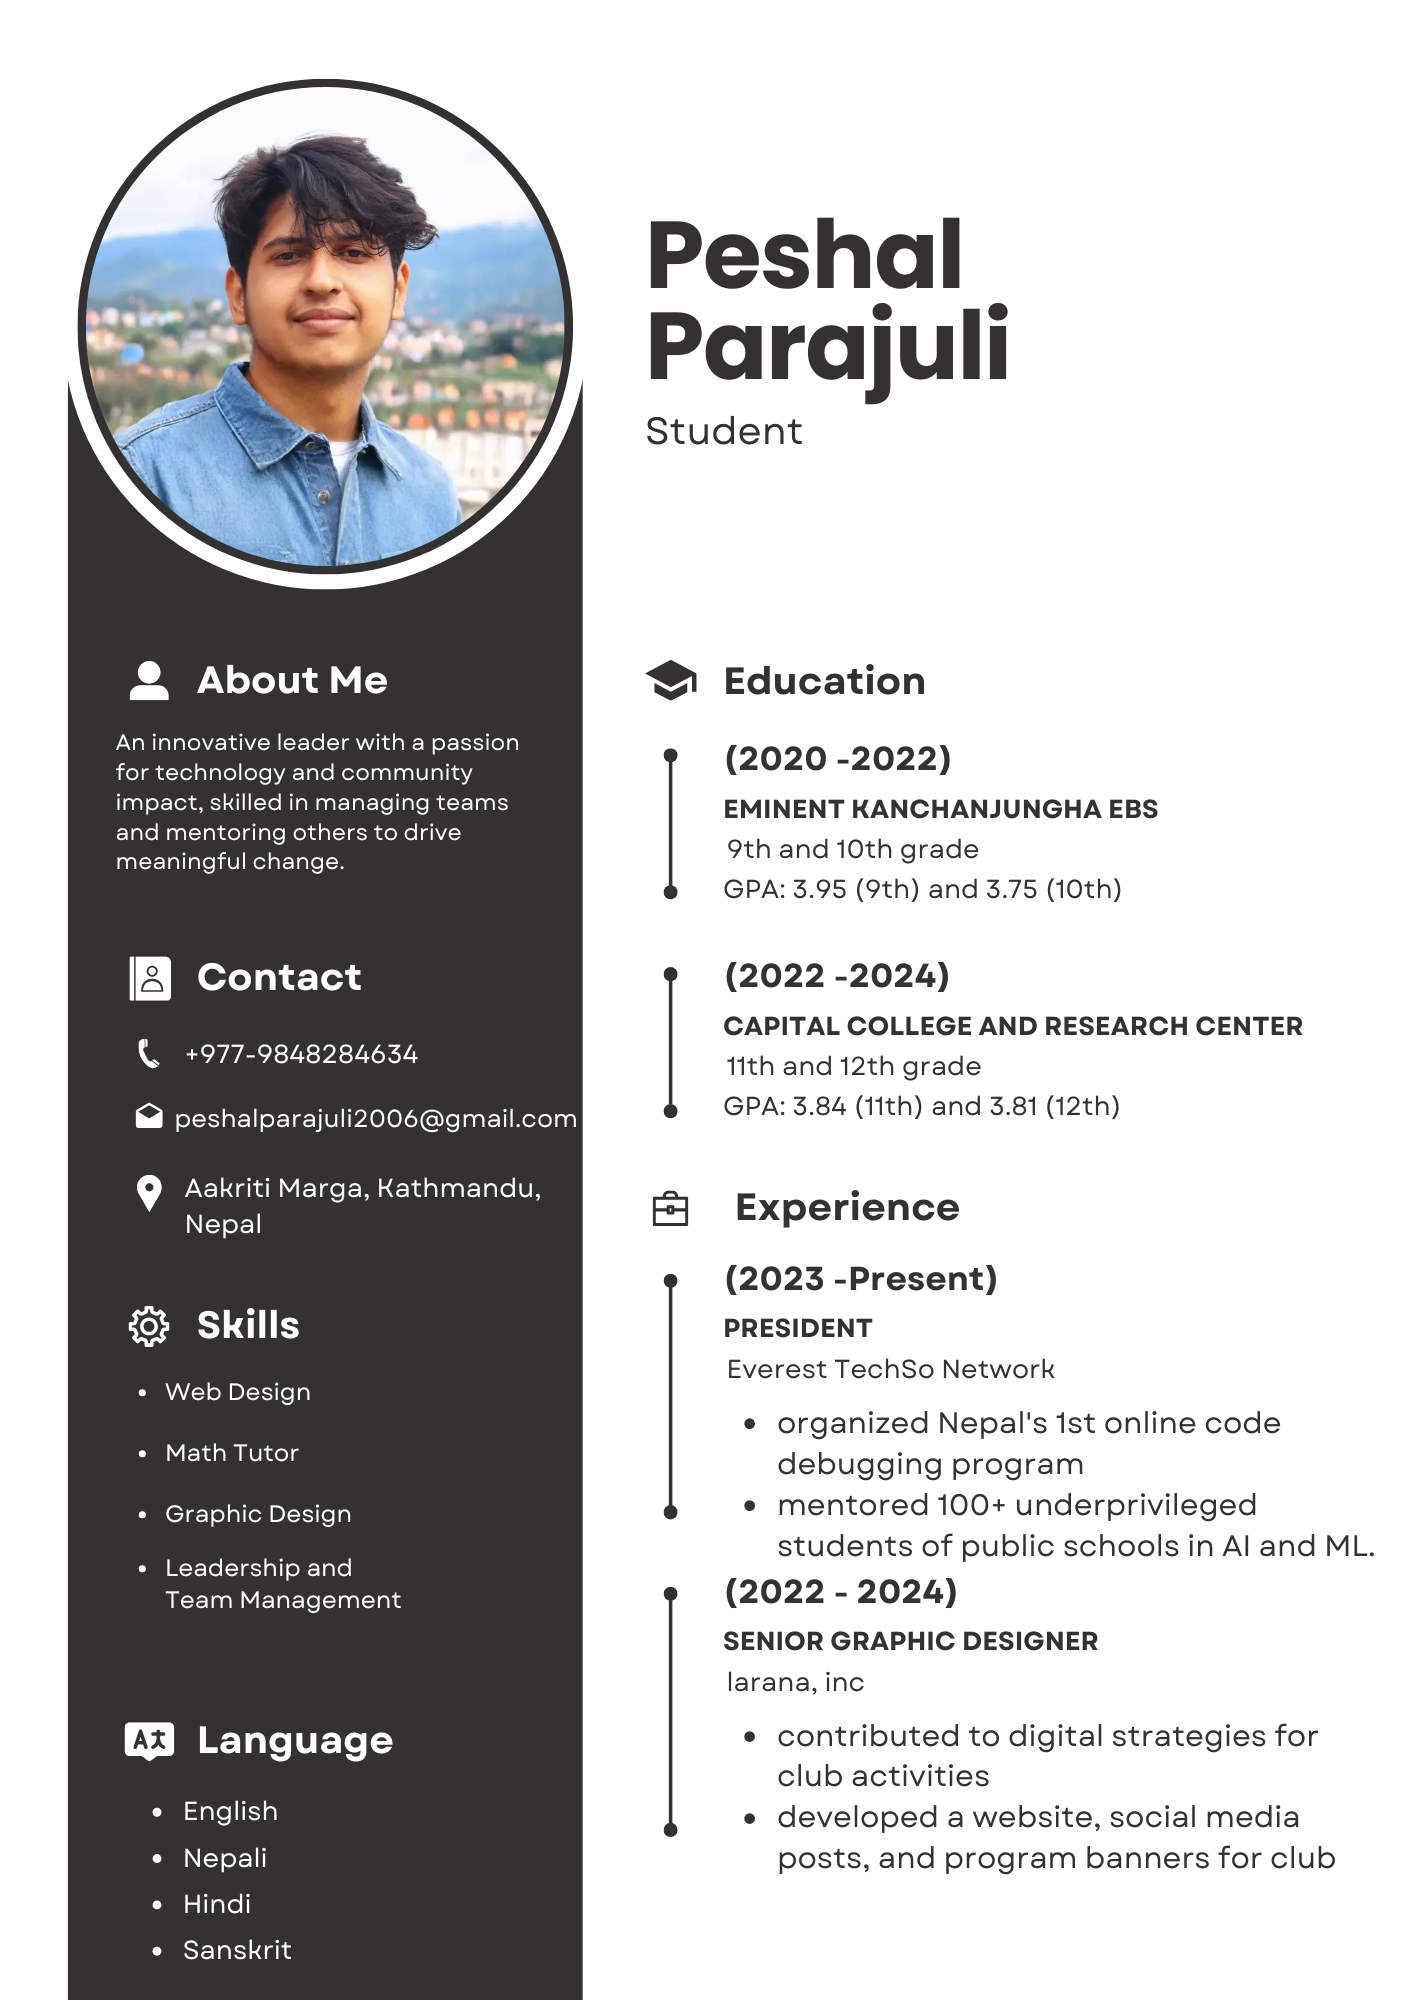 Peshal
Parajuli
Student
About Me
An innovative leader with a passion
for technology and community
impact, skilled in managing teams
and mentoring others to drive
meaningful change.
Contact
+977-9848284634
peshalparajuli2006@gmail.com
Aakriti Marga, Kathmandu,
Nepal
Skills
• Web Design
• Math Tutor
• Graphic Design
• Leadership and
Team Management
Language
• English
• Nepali
• Hindi
• Sanskrit
Education
(2020 -2022)
EMINENT KANCHANJUNGHA EBS
9th and 10th grade
GPA: 3.95 (9th) and 3.75 (10th)
(2022 -2024)
CAPITAL COLLEGE AND RESEARCH CENTER
11th and 12th grade
GPA: 3.84 (11th) and 3.81 (12th)
Experience
(2023 -Present)
PRESIDENT
Everest TechSo Network
• organized Nepal's 1st online code
debugging program
• mentored 100+ underprivileged
students of public schools in AI and ML.
(2022 - 2024)
SENIOR GRAPHIC DESIGNER
larana, inc
• contributed to digital strategies for
club activities
• developed a website, social media
posts, and program banners for club